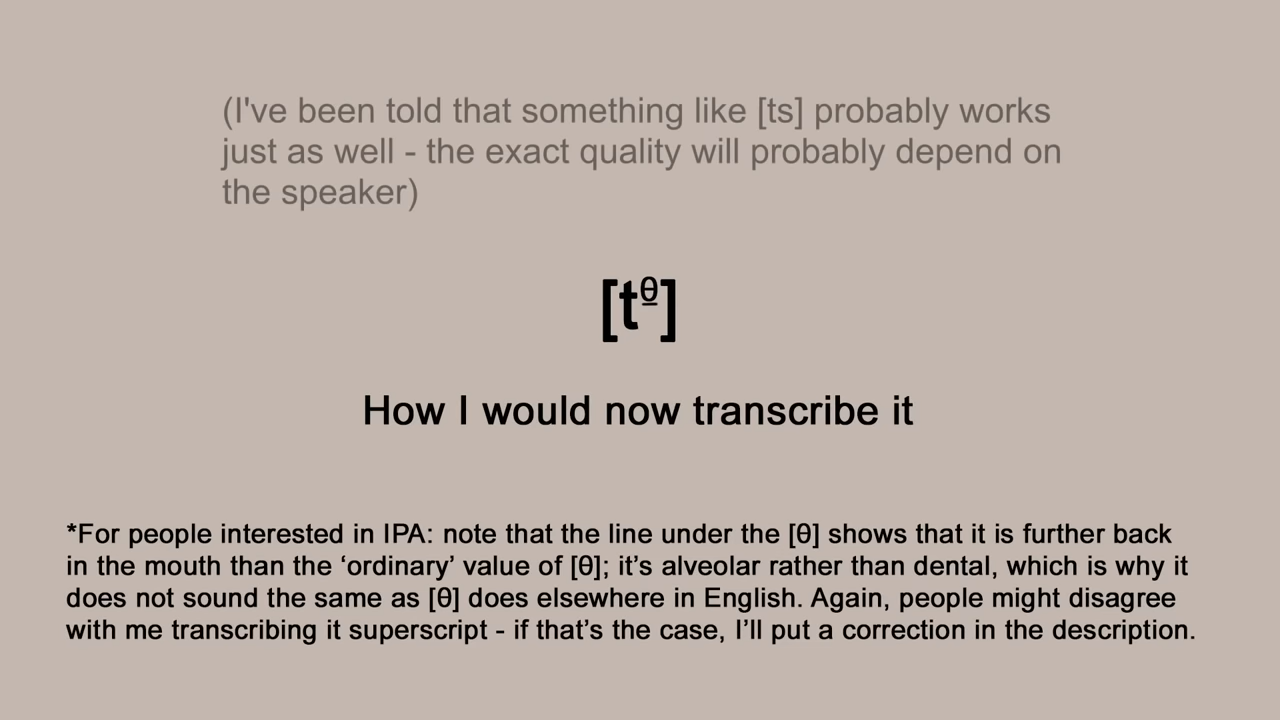 (I've been told that something like [ts] probably works
just as well - the exact quality will probably depend on
the speaker)
[tᶿ̠]
How I would now transcribe it
*For people interested in IPA: note that the line under the [θ] shows that it is further back
in the mouth than the ‘ordinary’ value of [θ]; it’s alveolar rather than dental, which is why it
does not sound the same as [θ] does elsewhere in English. Again, people might disagree
with me transcribing it superscript - if that’s the case, I’ll put a correction in the description.